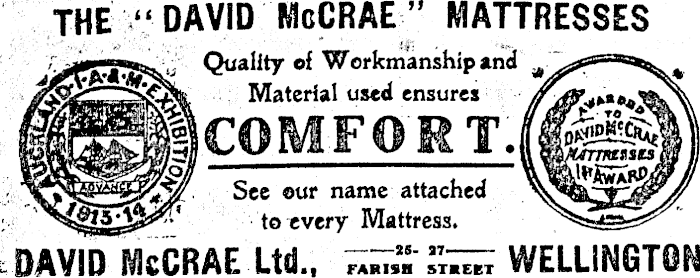 THE "DAVID McCRAE" MATTRESSES
AUCKLAND·I·A·&·M·EXHIBITION
ADVANCE
1913-14
Quality of Workmanship and
Material used ensures
COMFORT.
See our name attached
to every Mattress.
AWARDED
TO
DAVID McCRAE
MATTRESSES
1st AWARD
DAVID McCRAE Ltd.,
25- 27
FARISH STREET
WELLINGTON